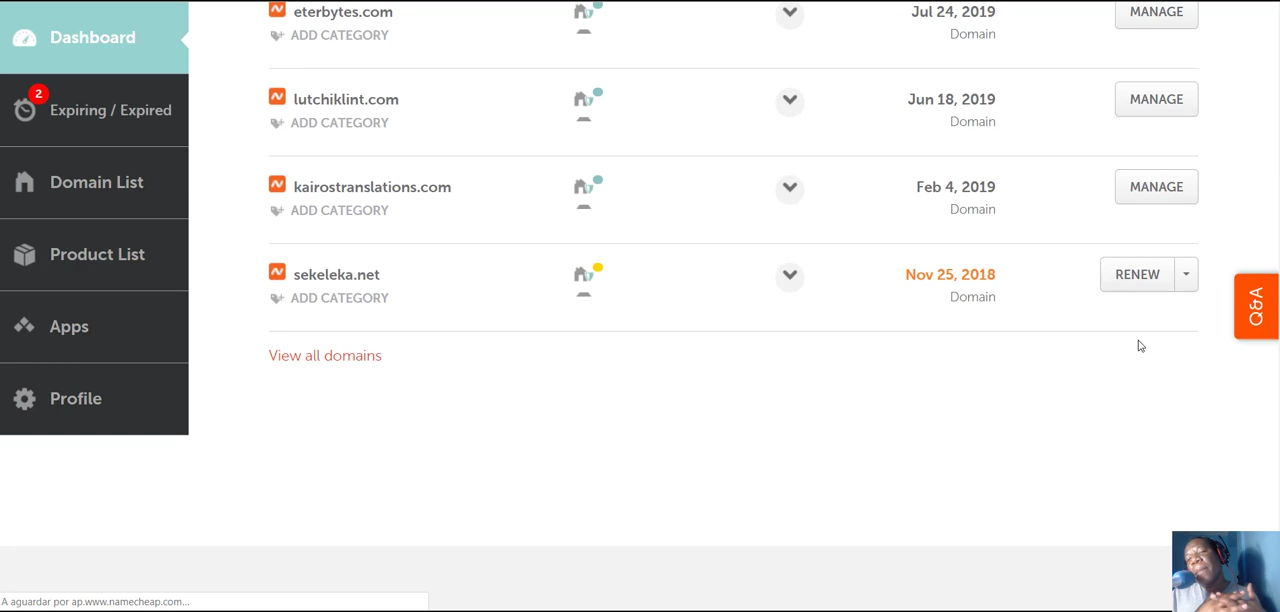 Dashboard
2
Expiring / Expired
Domain List
Product List
Apps
Profile
eterbytes.com
ADD CATEGORY
Jul 24, 2019
Domain
MANAGE
lutchiklint.com
ADD CATEGORY
Jun 18, 2019
Domain
MANAGE
kairostranslations.com
ADD CATEGORY
Feb 4, 2019
Domain
MANAGE
sekeleka.net
ADD CATEGORY
Nov 25, 2018
Domain
RENEW
View all domains
Q&A
A aguardar por ap.www.namecheap.com...